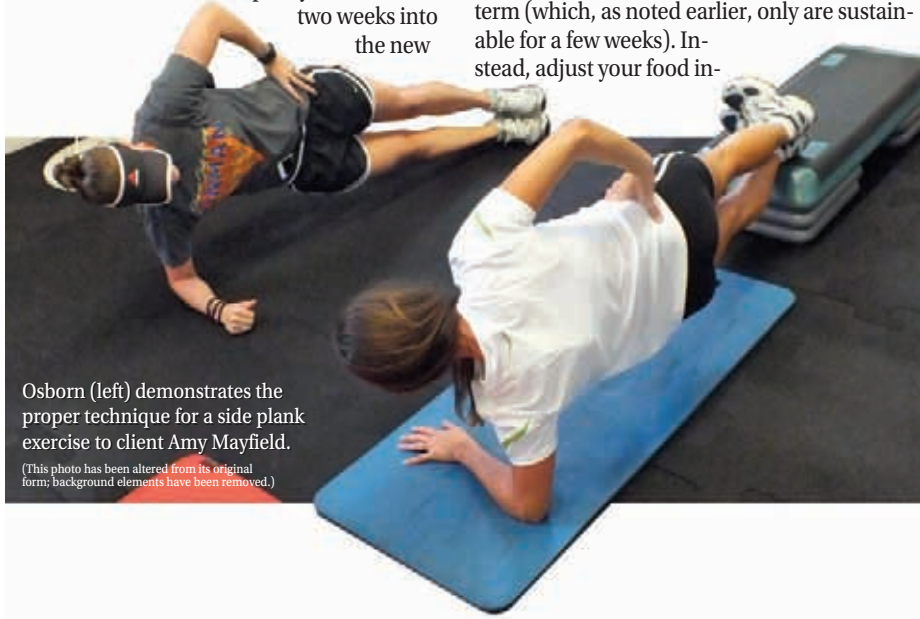 two weeks into
the new
term (which, as noted earlier, only are sustain-
able for a few weeks). In-
stead, adjust your food in-
Osborn (left) demonstrates the
proper technique for a side plank
exercise to client Amy Mayfield.
(This photo has been altered from its original
form; background elements have been removed.)